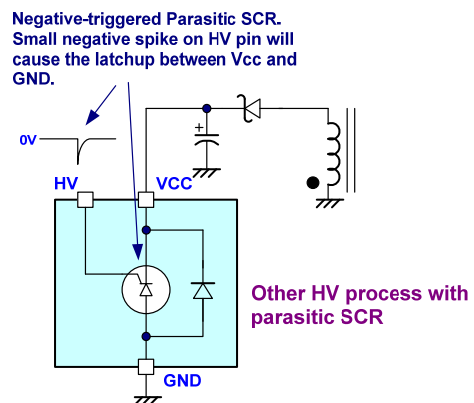 Negative-triggered Parasitic SCR.
Small negative spike on HV pin will
cause the latchup between Vcc and
GND.
0V
+
HV
VCC
Other HV process with
parasitic SCR
GND